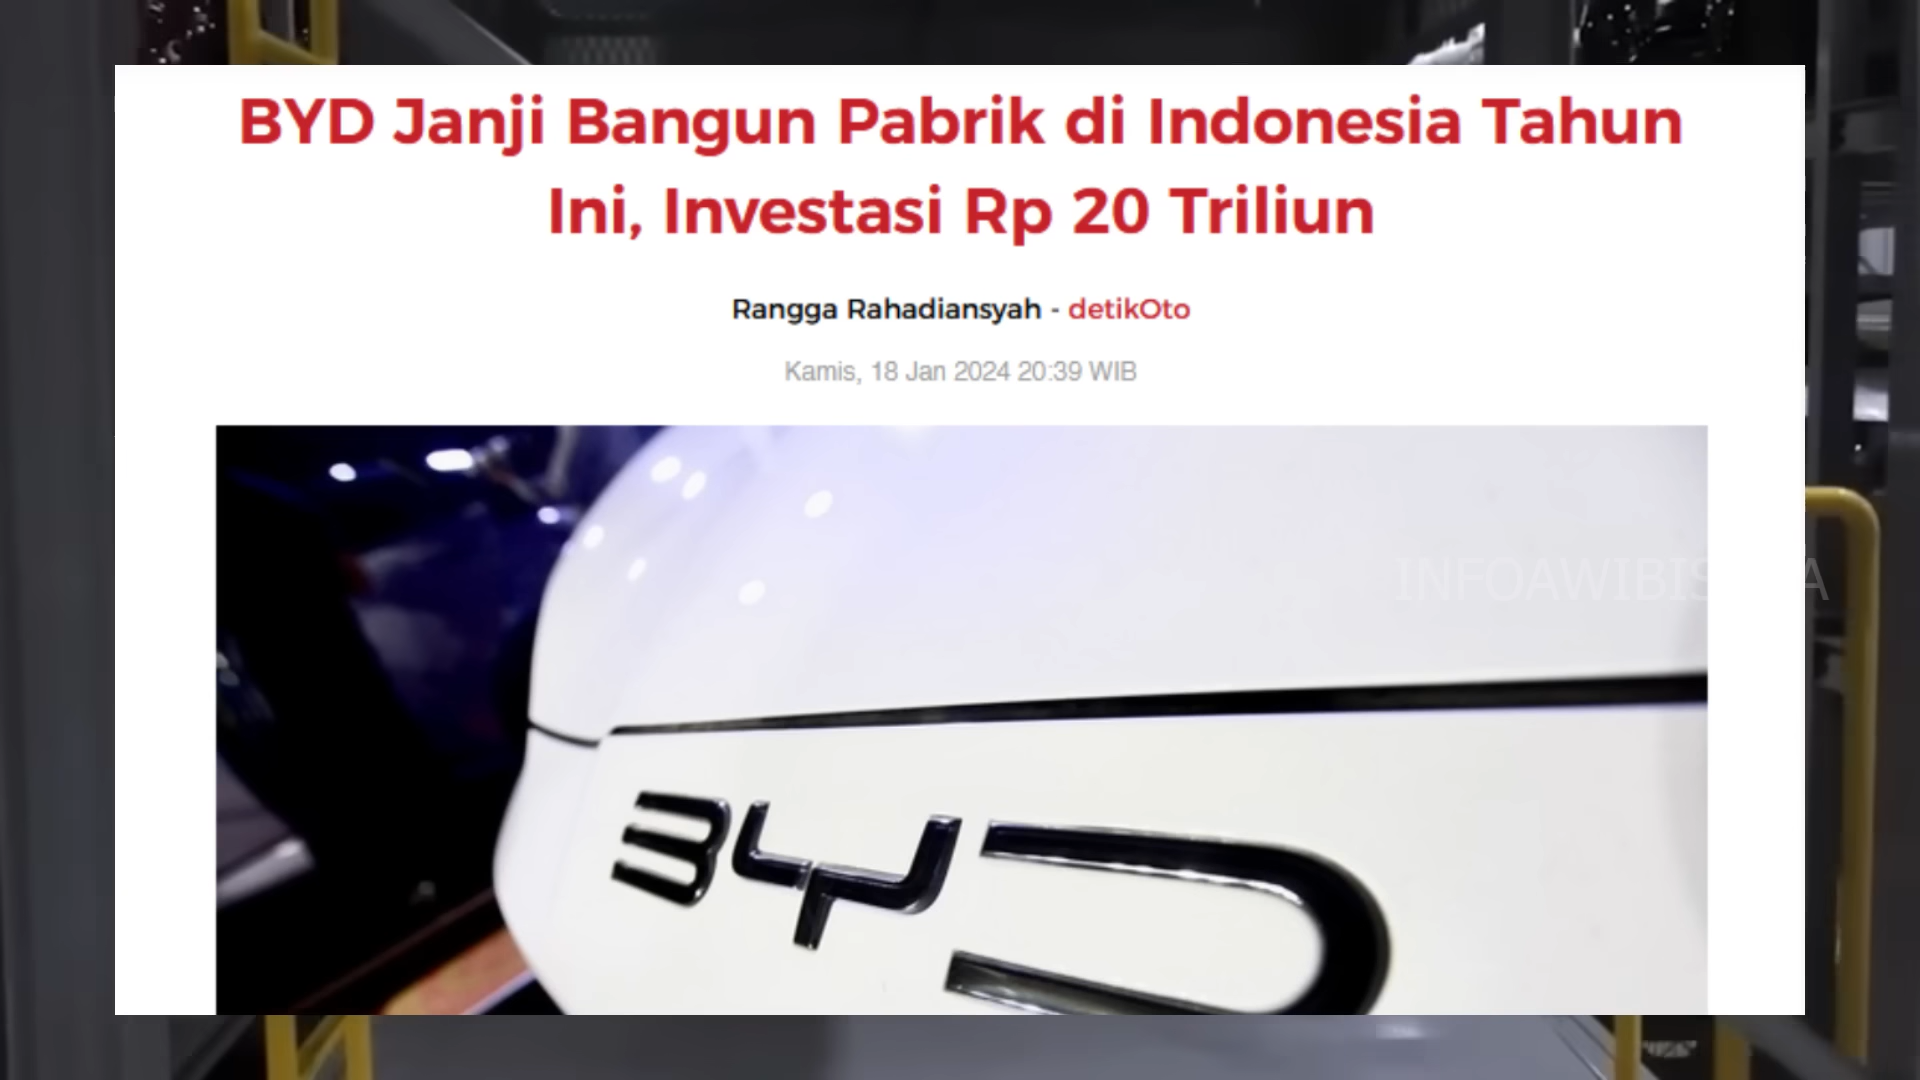 BYD Janji Bangun Pabrik di Indonesia Tahun
Ini, Investasi Rp 20 Triliun
Rangga Rahadiansyah - detikOto
Kamis, 18 Jan 2024 20:39 WIB
BYD